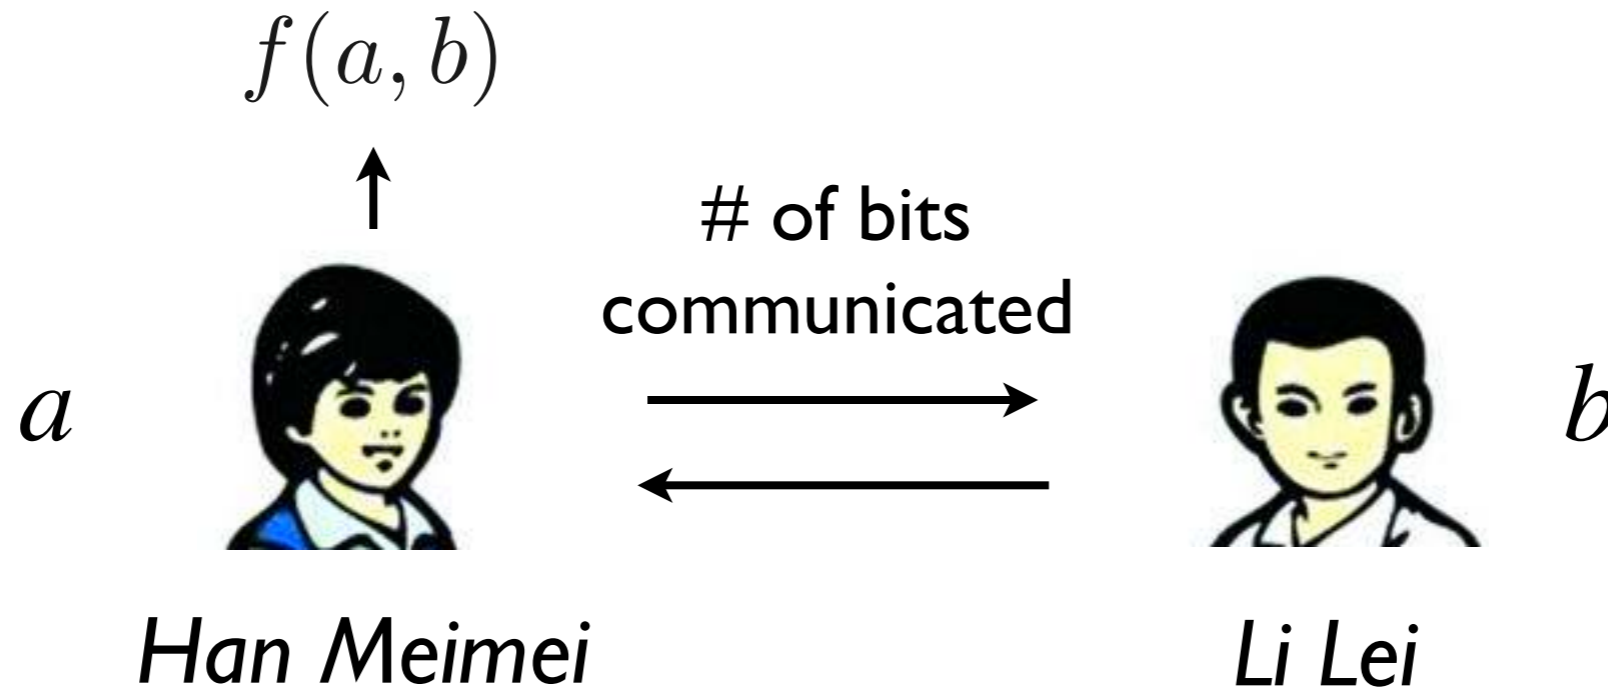 f(a, b)
# of bits
communicated
a
b
Han Meimei
Li Lei